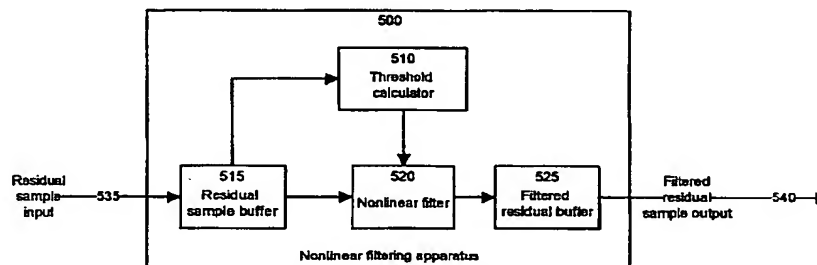 500
510
Threshold
calculator
515
Residual
sample buffer
520
Nonlinear filter
525
Filtered
residual buffer
Residual
sample
input
535
Filtered
residual
sample output
540
Nonlinear filtering apparatus